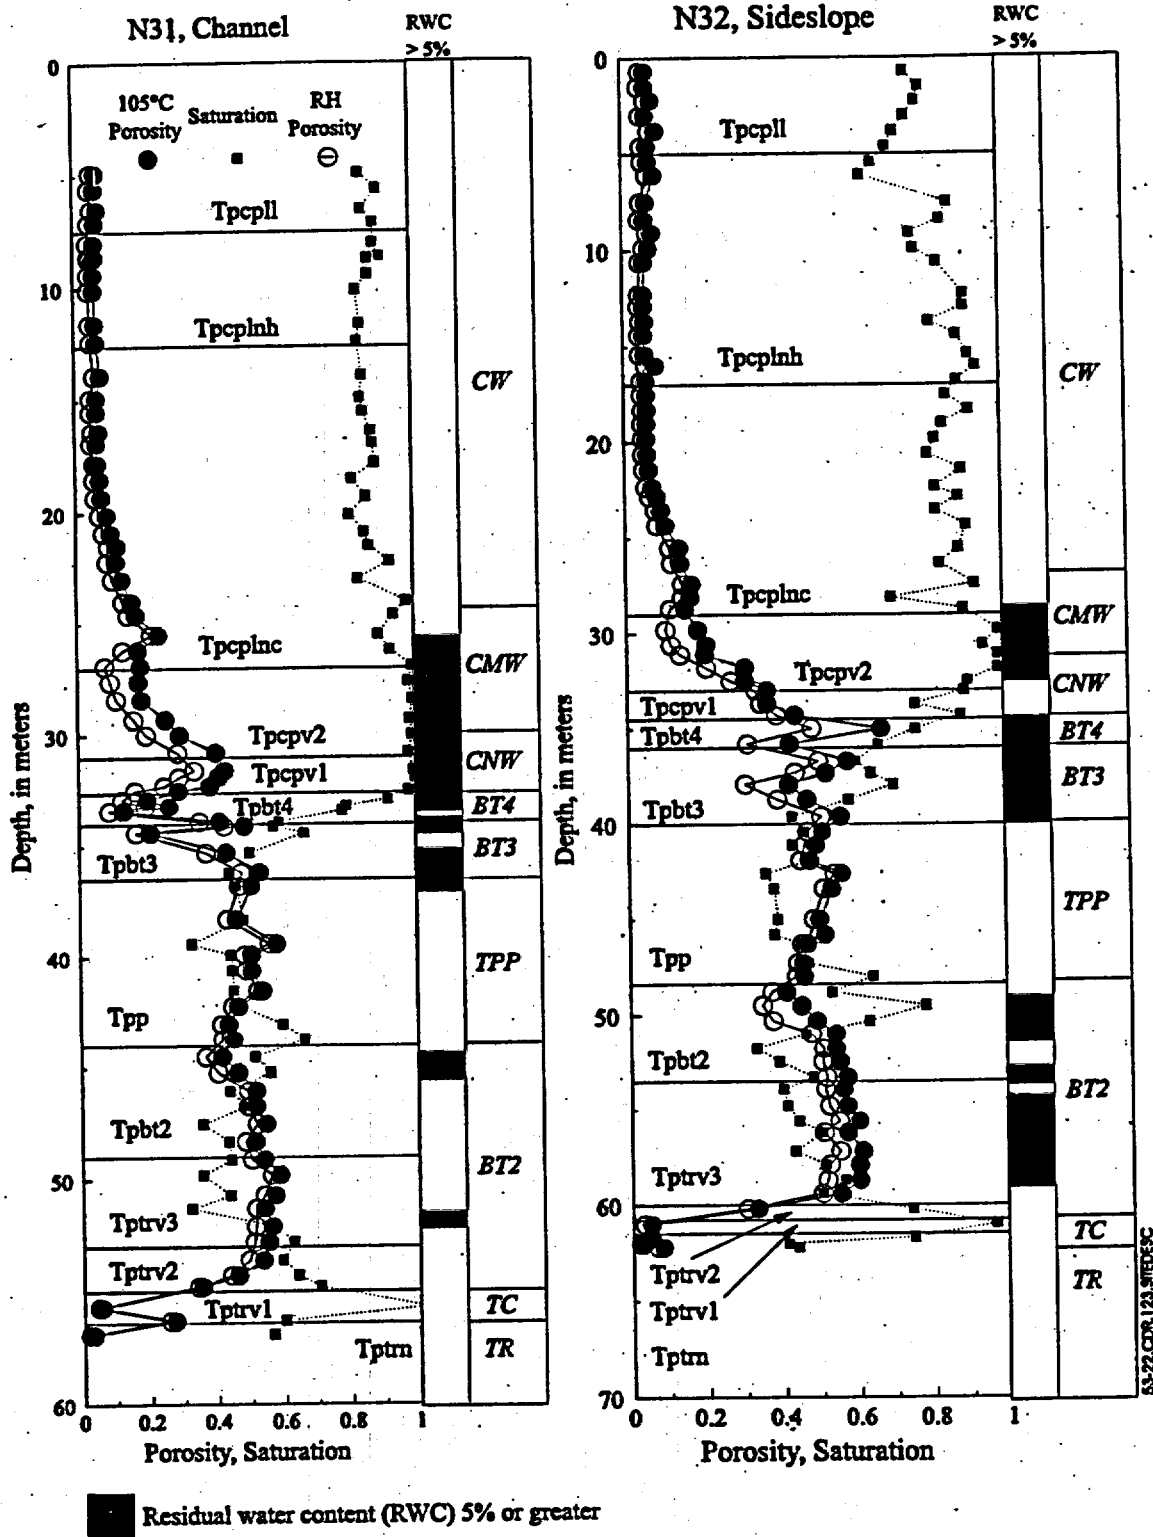 N31, Channel
RWC
> 5%
0
105°C
Porosity
Saturation
RH
Porosity
Tpcpll
10
Tpcplnh
CW
20
Tpcplnc
CMW
30
Tpcpv2
CNW
Tpcpv1
Tpbt4
BT4
BT3
Tpbt3
TPP
40
Tpp
Tpbt2
BT2
50
Tptrv3
Tptrv2
Tptrv1
TC
Tptrn
TR
60
0 0.2 0.4 0.6 0.8 1
Porosity, Saturation
Depth, in meters
N32, Sideslope
RWC
> 5%
0
Tpcpll
10
Tpcplnh
CW
20
Tpcplnc
CMW
30
Tpcpv2
CNW
Tpcpv1
Tpbt4
BT4
BT3
Tpbt3
40
TPP
Tpp
50
Tpbt2
BT2
Tptrv3
60
TC
Tptrv2
TR
Tptrv1
Tptrn
70
0 0.2 0.4 0.6 0.8 1
Porosity, Saturation
Depth, in meters
53-22.CDR.123.SITEDESC
Residual water content (RWC) 5% or greater